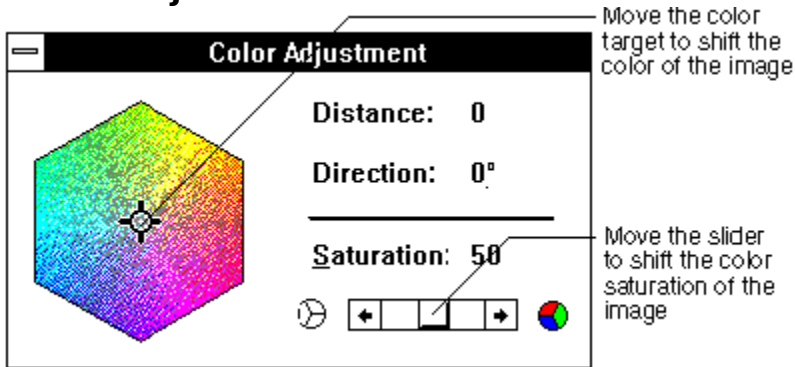 Move the color
target to shift the
color of the image
Color Adjustment
Distance: 0
Direction: 0°
Saturation: 50
Move the slider
to shift the color
saturation of the
image